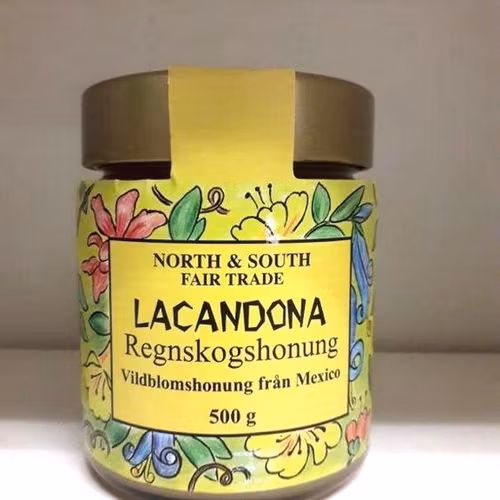 NORTH & SOUTH
FAIR TRADE
LACANDONA
Regnskogshonung
Vildblomshonung från Mexico
500 g